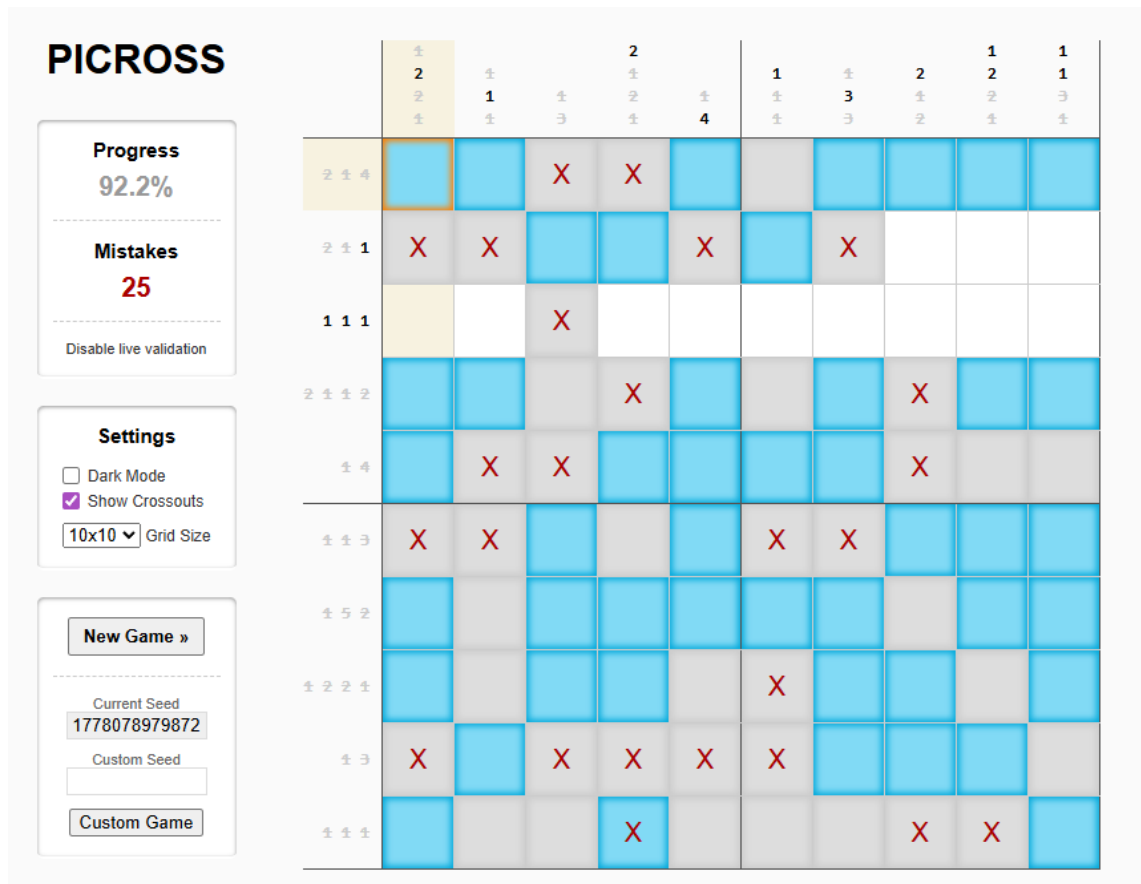 PICROSS
Progress
92.2%
Mistakes
25
Disable live validation
Settings
Dark Mode
Show Crossouts
10x10 Grid Size
New Game »
Current Seed
1778078979872
Custom Seed
Custom Game
1 2 1 1
2 1 1 1 1 2 2 1
2 1 1 2 1 1 3 1 2 3
1 1 3 1 4 1 3 2 1 1
2 1 4 X X
2 1 1 X X X X
1 1 1 X
2 1 1 2 X X
1 4 X X X
1 1 3 X X X X
1 5 2
1 2 2 1 X
1 3 X X X X X
1 1 1 X X X